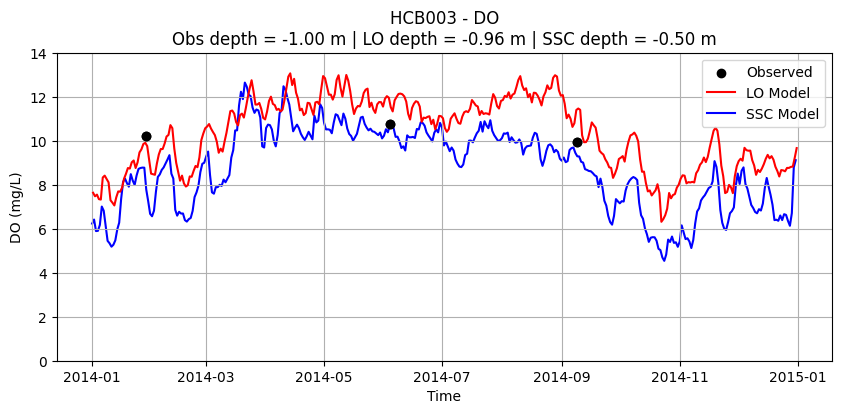 HCB003 - DO
Obs depth = -1.00 m | LO depth = -0.96 m | SSC depth = -0.50 m
14
12
10
8
6
4
2
0
DO (mg/L)
Observed
LO Model
SSC Model
2014-01
2014-03
2014-05
2014-07
2014-09
2014-11
2015-01
Time